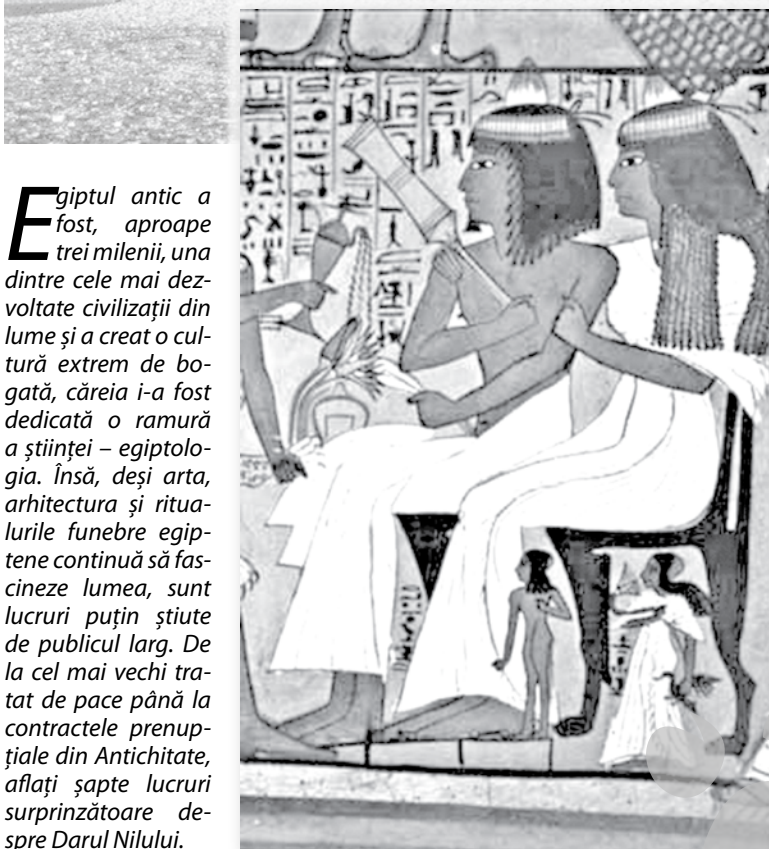 Egiptul antic a
fost, aproape
trei milenii, una
dintre cele mai dez-
voltate civilizații din
lume și a creat o cul-
tură extrem de bo-
gată, căreia i-a fost
dedicată o ramură
a științei – egiptolo-
gia. Însă, deși arta,
arhitectura și ritua-
lurile funebre egip-
tene continuă să fas-
cineze lumea, sunt
lucruri puțin știute
de publicul larg. De
la cel mai vechi tra-
tat de pace până la
contractele prenup-
țiale din Antichitate,
aflați șapte lucruri
surprinzătoare de-
spre Darul Nilului.